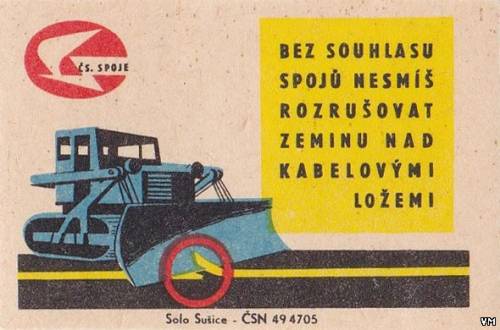 ČS. SPOJE
BEZ SOUHLASU
SPOJŮ NESMÍŠ
ROZRUŠOVAT
ZEMINU NAD
KABELOVÝMI
LOŽEMI
Solo Sušice - ČSN 49 4705
VM